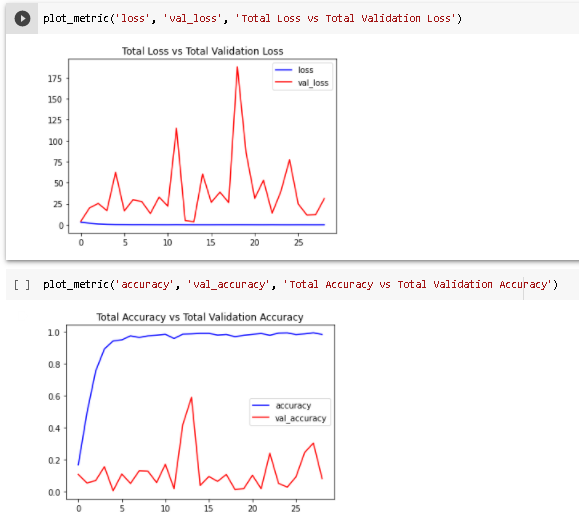 plot_metric('loss', 'val_loss', 'Total Loss vs Total Validation Loss')
Total Loss vs Total Validation Loss
loss
val_loss
175
150
125
100
75
50
25
0
0 5 10 15 20 25
[ ] plot_metric('accuracy', 'val_accuracy', 'Total Accuracy vs Total Validation Accuracy')
Total Accuracy vs Total Validation Accuracy
1.0
0.8
0.6
accuracy
val_accuracy
0.4
0.2
0.0
0 5 10 15 20 25